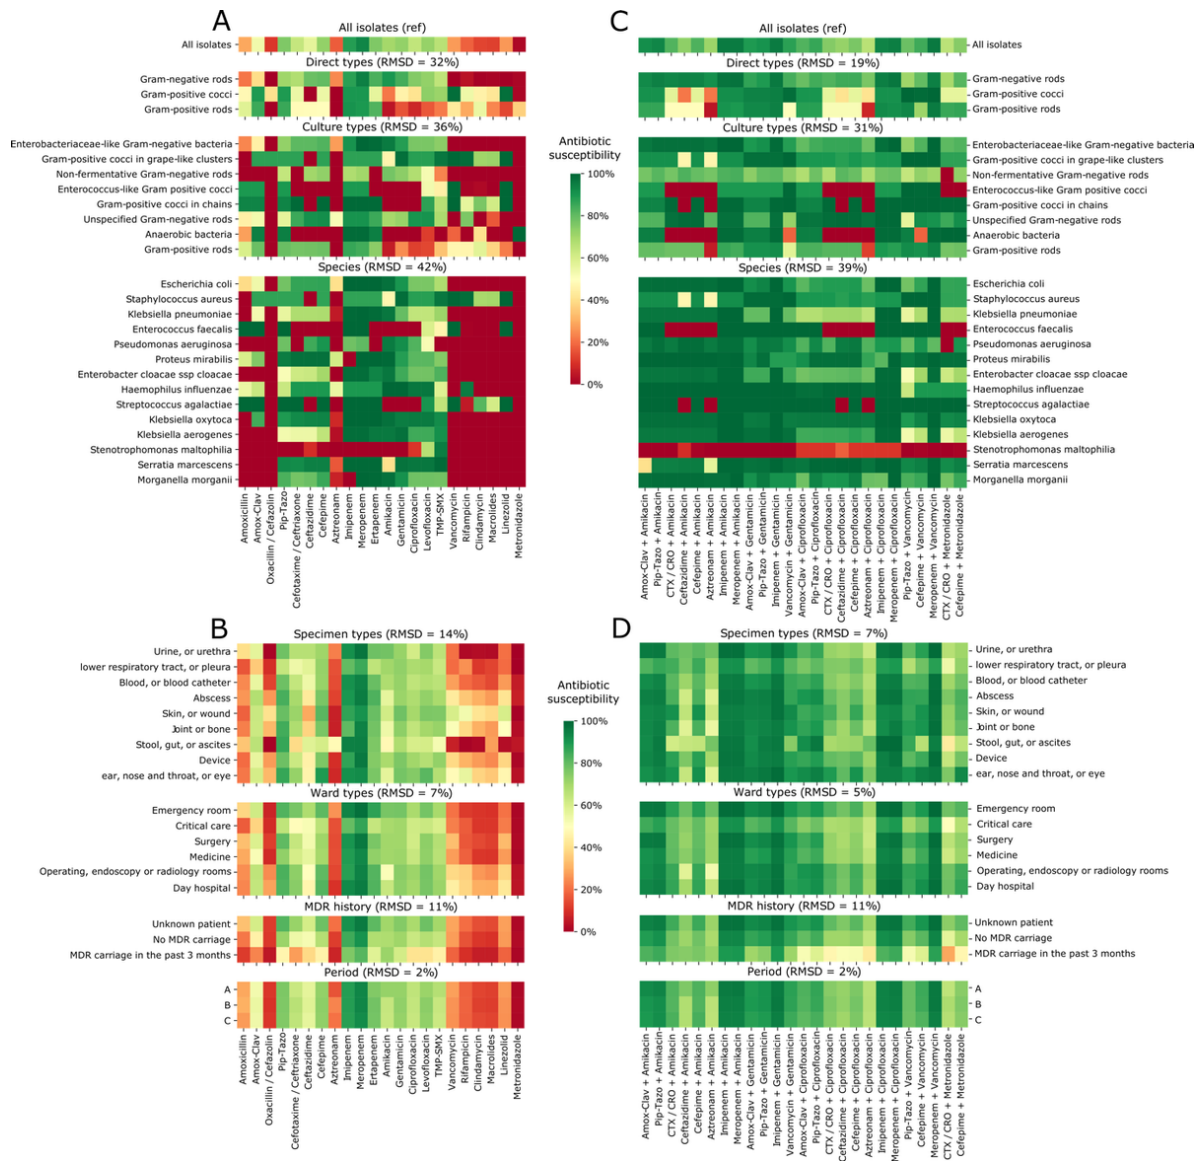 A
All isolates (ref)
All isolates
Direct types (RMSD = 32%)
Gram-negative rods
Gram-positive cocci
Gram-positive rods
Culture types (RMSD = 36%)
Enterobacteriaceae-like Gram-negative bacteria
Gram-positive cocci in grape-like clusters
Non-fermentative Gram-negative rods
Enterococcus-like Gram positive cocci
Gram-positive cocci in chains
Unspecified Gram-negative rods
Anaerobic bacteria
Gram-positive rods
Species (RMSD = 42%)
Escherichia coli
Staphylococcus aureus
Klebsiella pneumoniae
Enterococcus faecalis
Pseudomonas aeruginosa
Proteus mirabilis
Enterobacter cloacae ssp cloacae
Haemophilus influenzae
Streptococcus agalactiae
Klebsiella oxytoca
Klebsiella aerogenes
Stenotrophomonas maltophilia
Serratia marcescens
Morganella morganii
Amoxicillin
Amox-Clav
Oxacillin / Cefazolin
Pip-Tazo
Cefotaxime / Ceftriaxone
Ceftazidime
Cefepime
Aztreonam
Imipenem
Meropenem
Ertapenem
Amikacin
Gentamicin
Ciprofloxacin
Levofloxacin
TMP-SMX
Vancomycin
Rifampicin
Clindamycin
Macrolides
Linezolid
Metronidazole
Antibiotic
susceptibility
100%
80%
60%
40%
20%
0%
C
All isolates (ref)
All isolates
Direct types (RMSD = 19%)
Gram-negative rods
Gram-positive cocci
Gram-positive rods
Culture types (RMSD = 31%)
Enterobacteriaceae-like Gram-negative bacteria
Gram-positive cocci in grape-like clusters
Non-fermentative Gram-negative rods
Enterococcus-like Gram positive cocci
Gram-positive cocci in chains
Unspecified Gram-negative rods
Anaerobic bacteria
Gram-positive rods
Species (RMSD = 39%)
Escherichia coli
Staphylococcus aureus
Klebsiella pneumoniae
Enterococcus faecalis
Pseudomonas aeruginosa
Proteus mirabilis
Enterobacter cloacae ssp cloacae
Haemophilus influenzae
Streptococcus agalactiae
Klebsiella oxytoca
Klebsiella aerogenes
Stenotrophomonas maltophilia
Serratia marcescens
Morganella morganii
Amox-Clav + Amikacin
Pip-Tazo + Amikacin
CTX / CRO + Amikacin
Ceftazidime + Amikacin
Cefepime + Amikacin
Aztreonam + Amikacin
Imipenem + Amikacin
Meropenem + Amikacin
Amox-Clav + Gentamicin
Pip-Tazo + Gentamicin
Imipenem + Gentamicin
Vancomycin + Gentamicin
Amox-Clav + Ciprofloxacin
Pip-Tazo + Ciprofloxacin
CTX / CRO + Ciprofloxacin
Ceftazidime + Ciprofloxacin
Cefepime + Ciprofloxacin
Aztreonam + Ciprofloxacin
Imipenem + Ciprofloxacin
Meropenem + Ciprofloxacin
Pip-Tazo + Vancomycin
Cefepime + Vancomycin
Meropenem + Vancomycin
CTX / CRO + Metronidazole
Cefepime + Metronidazole
B
Specimen types (RMSD = 14%)
Urine, or urethra
lower respiratory tract, or pleura
Blood, or blood catheter
Abscess
Skin, or wound
Joint or bone
Stool, gut, or ascites
Device
ear, nose and throat, or eye
Ward types (RMSD = 7%)
Emergency room
Critical care
Surgery
Medicine
Operating, endoscopy or radiology rooms
Day hospital
MDR history (RMSD = 11%)
Unknown patient
No MDR carriage
MDR carriage in the past 3 months
Period (RMSD = 2%)
A
B
C
Amoxicillin
Amox-Clav
Oxacillin / Cefazolin
Pip-Tazo
Cefotaxime / Ceftriaxone
Ceftazidime
Cefepime
Aztreonam
Imipenem
Meropenem
Ertapenem
Amikacin
Gentamicin
Ciprofloxacin
Levofloxacin
TMP-SMX
Vancomycin
Rifampicin
Clindamycin
Macrolides
Linezolid
Metronidazole
Antibiotic
susceptibility
100%
80%
60%
40%
20%
0%
D
Specimen types (RMSD = 7%)
Urine, or urethra
lower respiratory tract, or pleura
Blood, or blood catheter
Abscess
Skin, or wound
Joint or bone
Stool, gut, or ascites
Device
ear, nose and throat, or eye
Ward types (RMSD = 5%)
Emergency room
Critical care
Surgery
Medicine
Operating, endoscopy or radiology rooms
Day hospital
MDR history (RMSD = 11%)
Unknown patient
No MDR carriage
MDR carriage in the past 3 months
Period (RMSD = 2%)
A
B
C
Amox-Clav + Amikacin
Pip-Tazo + Amikacin
CTX / CRO + Amikacin
Ceftazidime + Amikacin
Cefepime + Amikacin
Aztreonam + Amikacin
Imipenem + Amikacin
Meropenem + Amikacin
Amox-Clav + Gentamicin
Pip-Tazo + Gentamicin
Imipenem + Gentamicin
Vancomycin + Gentamicin
Amox-Clav + Ciprofloxacin
Pip-Tazo + Ciprofloxacin
CTX / CRO + Ciprofloxacin
Ceftazidime + Ciprofloxacin
Cefepime + Ciprofloxacin
Aztreonam + Ciprofloxacin
Imipenem + Ciprofloxacin
Meropenem + Ciprofloxacin
Pip-Tazo + Vancomycin
Cefepime + Vancomycin
Meropenem + Vancomycin
CTX / CRO + Metronidazole
Cefepime + Metronidazole